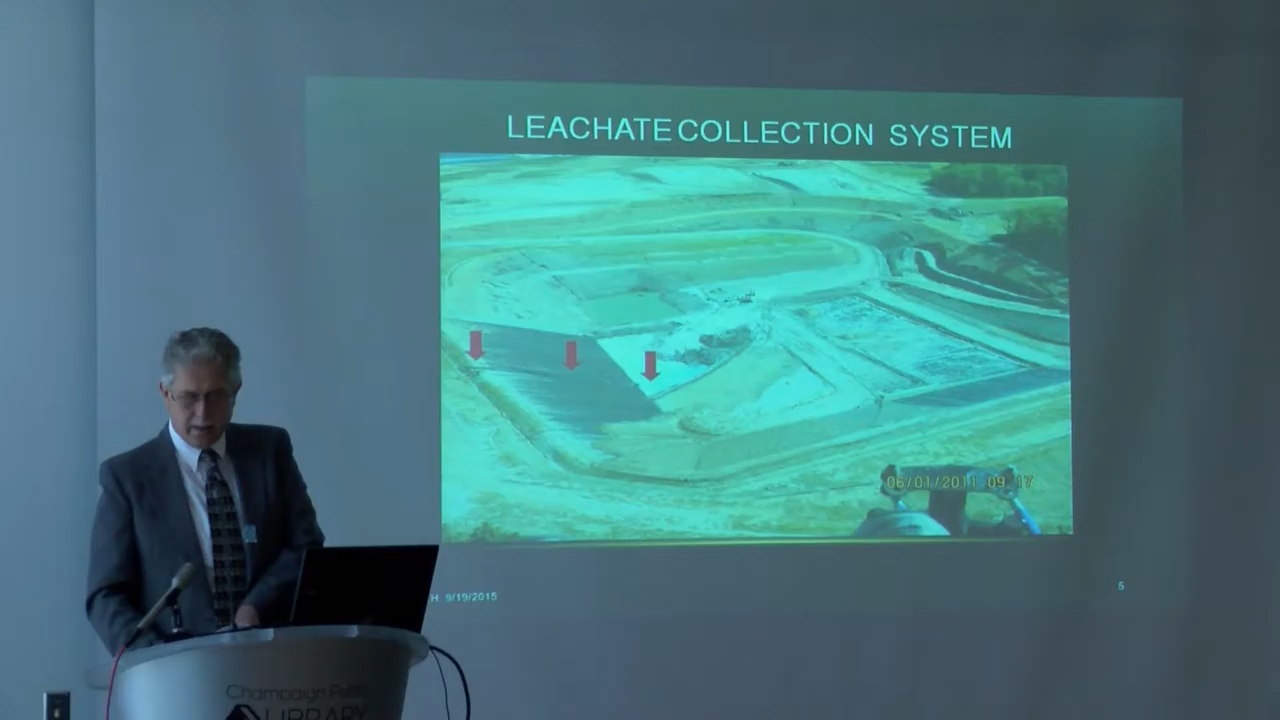 LEACHATE COLLECTION SYSTEM
06/01/2011 09:17
H 9/19/2015
5
Champaign Public
LIBRARY